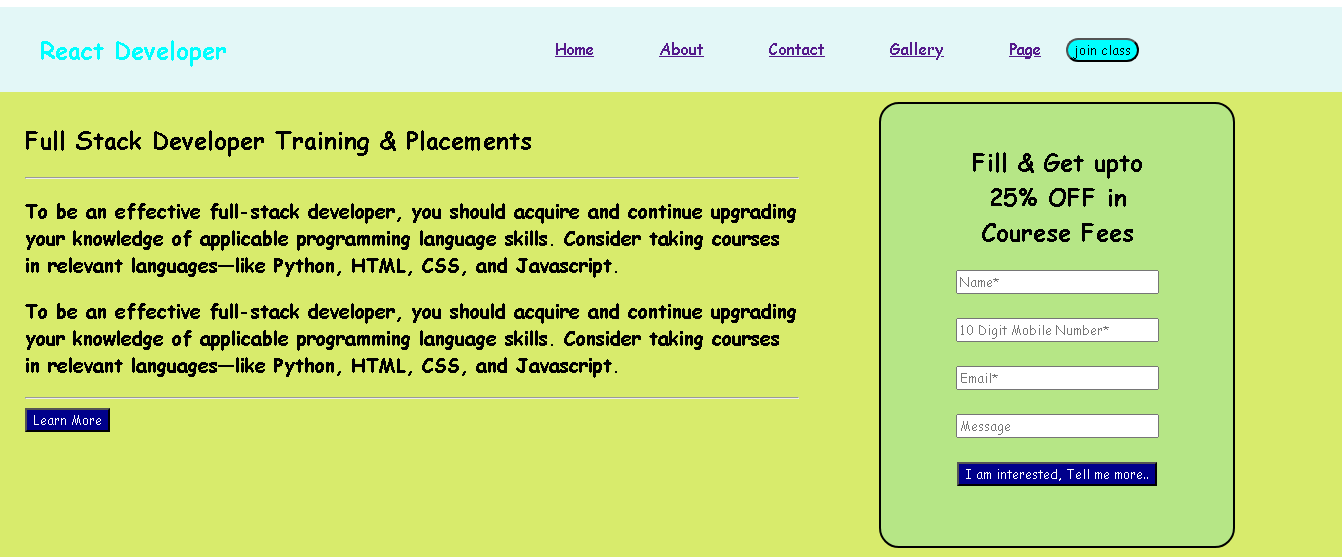 React Developer
Home About Contact Gallery Page join class
Full Stack Developer Training & Placements
To be an effective full-stack developer, you should acquire and continue upgrading
your knowledge of applicable programming language skills. Consider taking courses
in relevant languages—like Python, HTML, CSS, and Javascript.
To be an effective full-stack developer, you should acquire and continue upgrading
your knowledge of applicable programming language skills. Consider taking courses
in relevant languages—like Python, HTML, CSS, and Javascript.
Learn More
Fill & Get upto
25% OFF in
Courese Fees
Name*
10 Digit Mobile Number*
Email*
Message
I am interested, Tell me more..